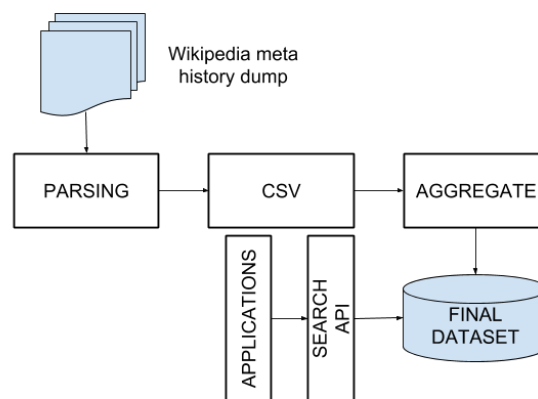 Wikipedia meta
history dump
PARSING
CSV
AGGREGATE
APPLICATIONS
SEARCH
API
FINAL
DATASET